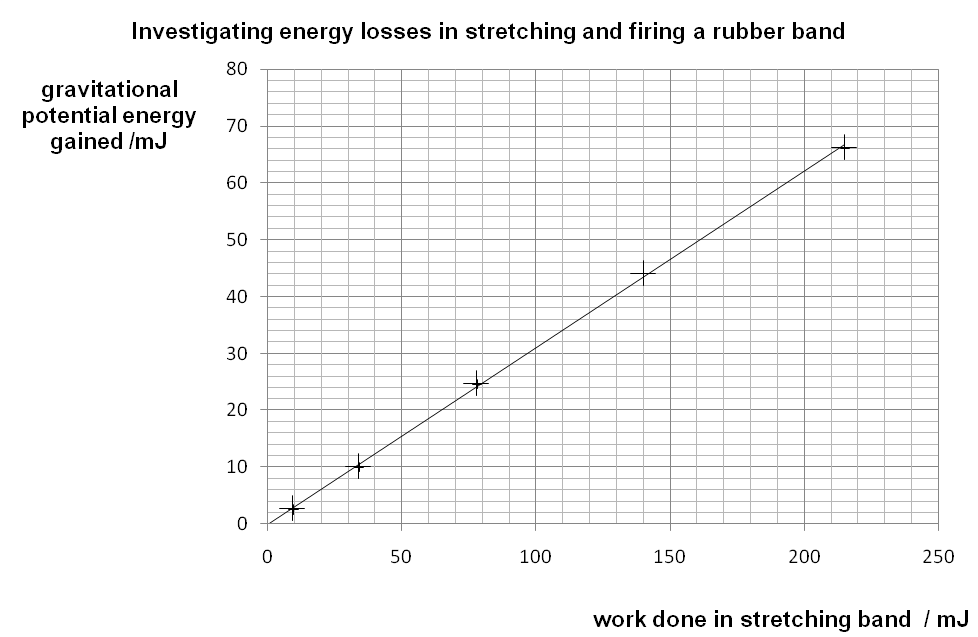 Investigating energy losses in stretching and firing a rubber band
gravitational
potential energy
gained /mJ
80
70
60
50
40
30
20
10
0
0 50 100 150 200 250
work done in stretching band / mJ